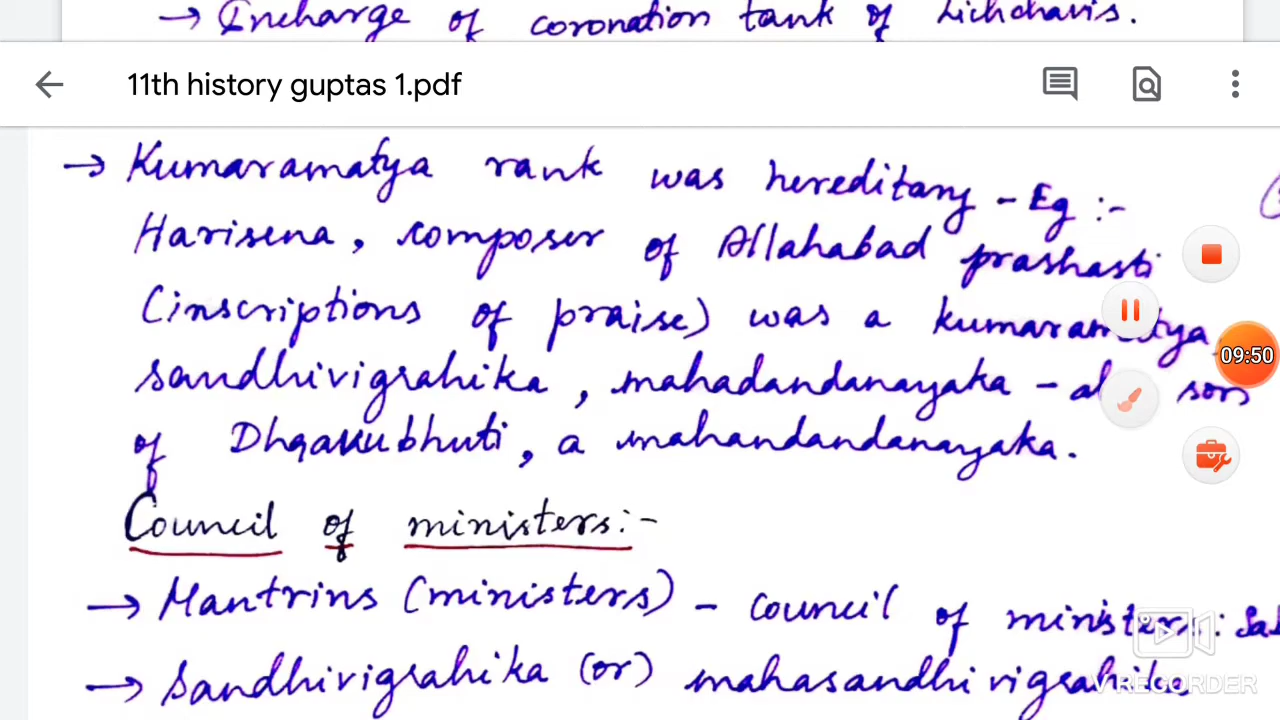 → Incharge of coronation tank of Lichchavis.
11th history guptas 1.pdf
→ Kumaramatya rank was hereditary - Eg :-
Harisena, composer of Allahabad prashasti
(inscriptions of praise) was a kumaramatya
sandhivigrahika, mahadandanayaka - son
of Dhravubhuti, a mahandandanayaka.
09:50
Council of ministers:-
→ Mantrins (ministers) - council of ministers: Sab
→ Sandhivigrahika (or) mahasandhivigrahika
V RECORDER